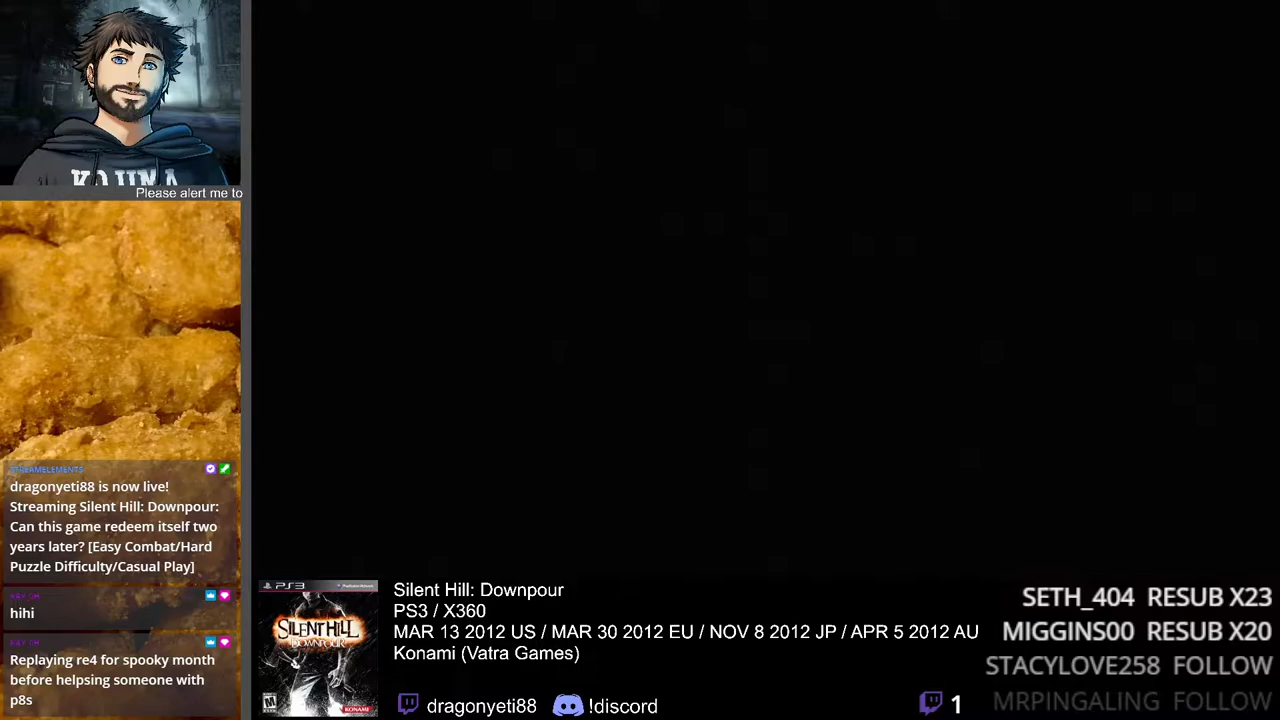 KOJIMA
Please alert me to
STREAMELEMENTS
dragonyeti88 is now live!
Streaming Silent Hill: Downpour:
Can this game redeem itself two
years later? [Easy Combat/Hard
Puzzle Difficulty/Casual Play]
hihi
Replaying re4 for spooky month
before helpsing someone with
p8s
PS3
SILENT HILL
DOWNPOUR
KONAMI
Silent Hill: Downpour
PS3 / X360
MAR 13 2012 US / MAR 30 2012 EU / NOV 8 2012 JP / APR 5 2012 AU
Konami (Vatra Games)
dragonyeti88
!discord
1
SETH_404 RESUB X23
MIGGINS00 RESUB X20
STACYLOVE258 FOLLOW
MRPINGALING FOLLOW